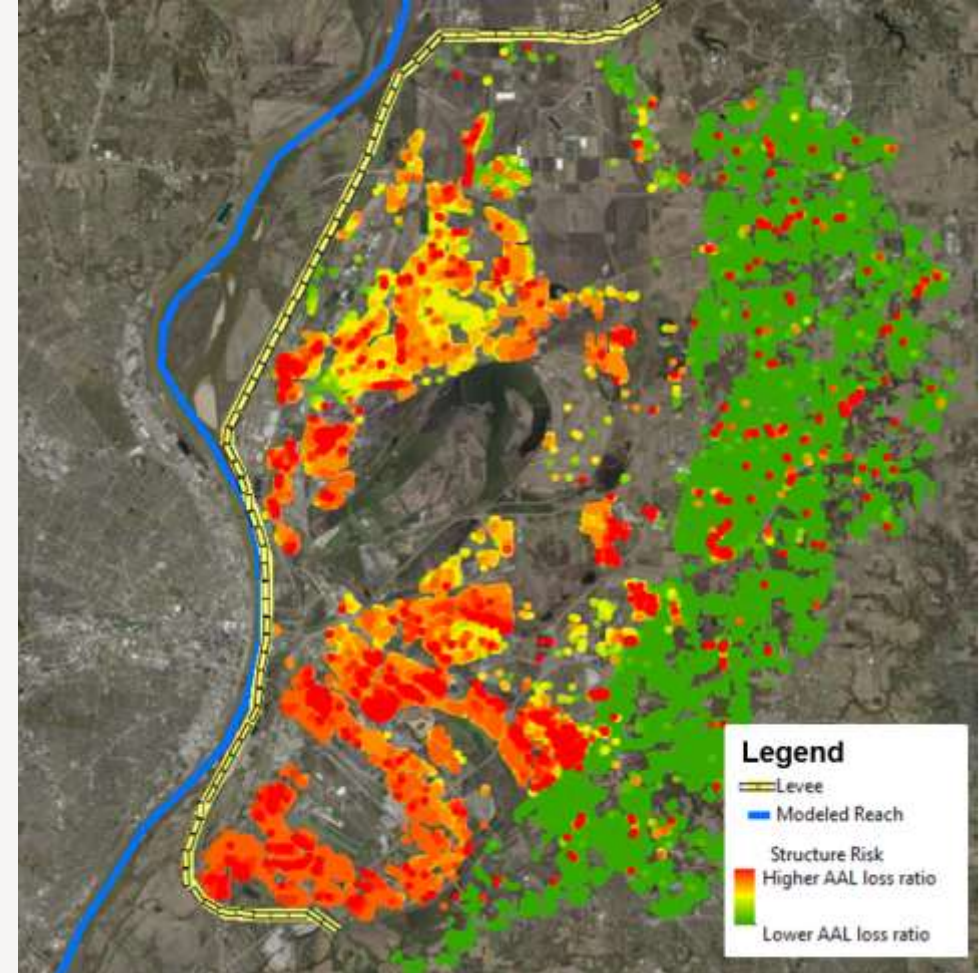 Legend
Levee
Modeled Reach
Structure Risk
Higher AAL loss ratio
Lower AAL loss ratio